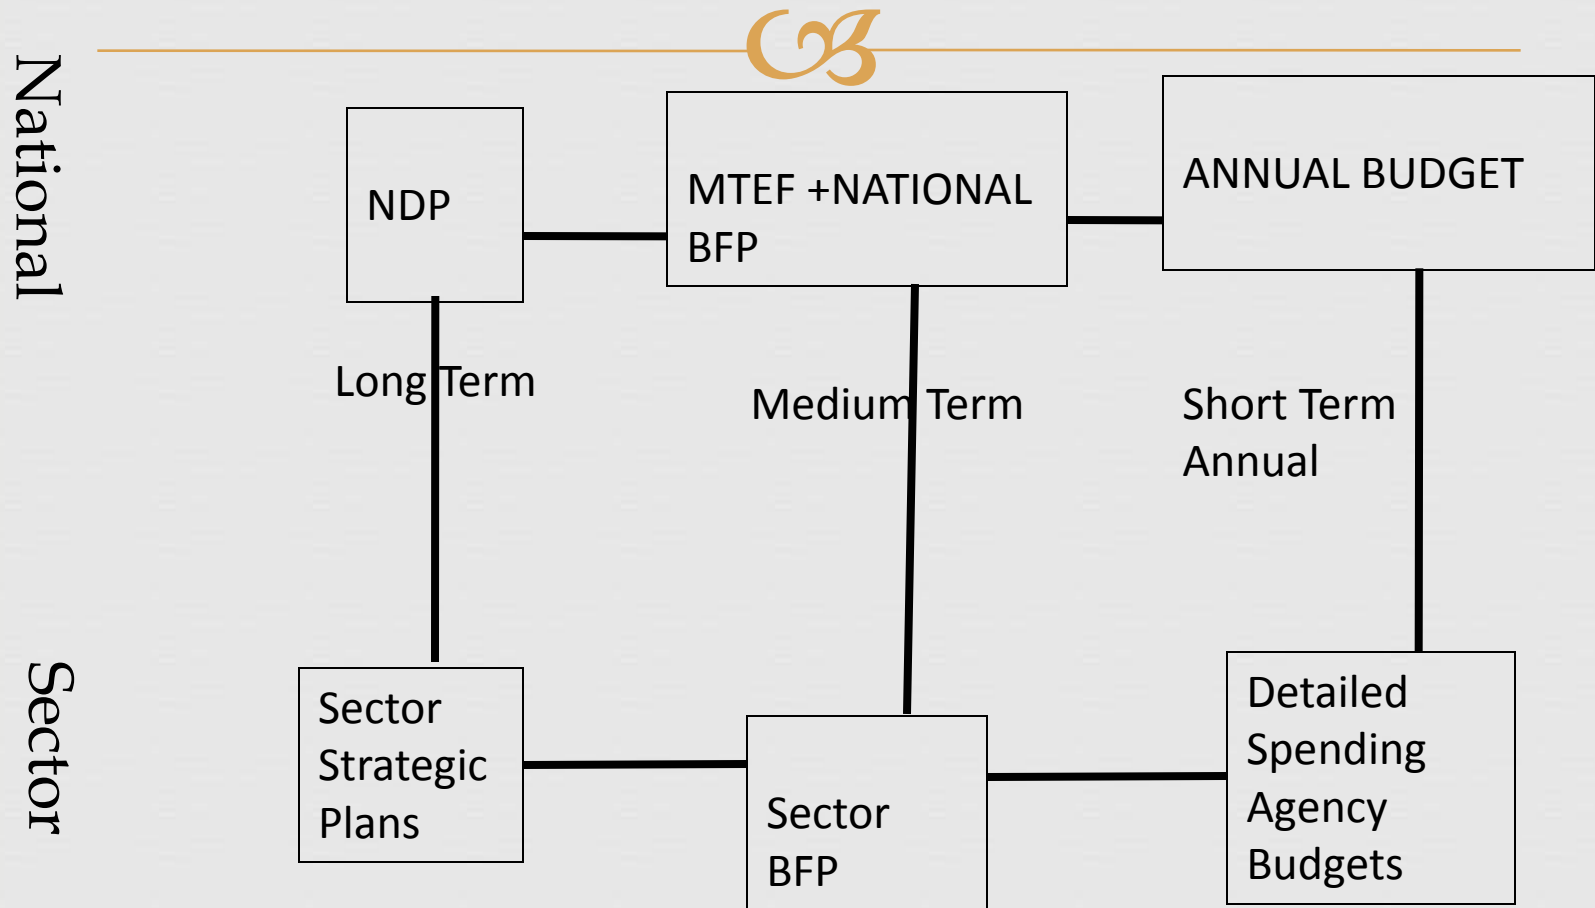 National
NDP
MTEF +NATIONAL
BFP
ANNUAL BUDGET
Long Term
Medium Term
Short Term
Annual
Sector
Sector
Strategic
Plans
Sector
BFP
Detailed
Spending
Agency
Budgets